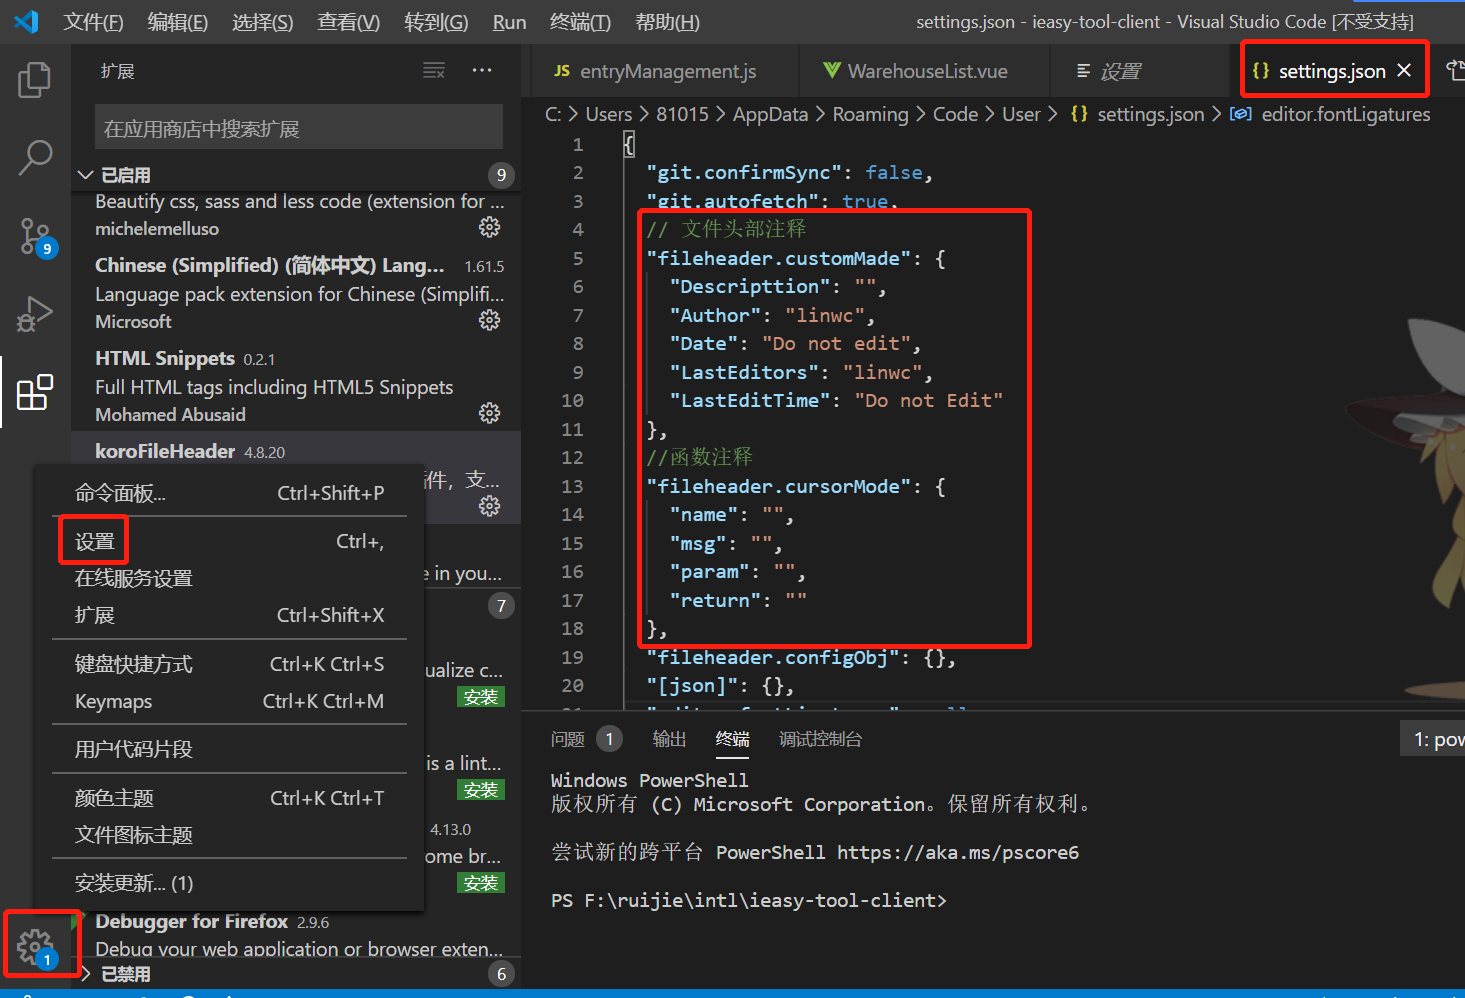 文件(F) 编辑(E) 选择(S) 查看(V) 转到(G) Run 终端(T) 帮助(H) settings.json - ieasy-tool-client - Visual Studio Code [不受支持]
扩展
在应用商店中搜索扩展
已启用 9
Beautify css, sass and less code (extension for ...
michelemelluso
9
Chinese (Simplified) (简体中文) Lang... 1.61.5
Language pack extension for Chinese (Simplifi...
Microsoft
HTML Snippets 0.2.1
Full HTML tags including HTML5 Snippets
Mohamed Abusaid
koroFileHeader 4.8.20
件，支...
命令面板... Ctrl+Shift+P
设置 Ctrl+,
在线服务设置
扩展 Ctrl+Shift+X
键盘快捷方式 Ctrl+K Ctrl+S
Keymaps Ctrl+K Ctrl+M
用户代码片段
颜色主题 Ctrl+K Ctrl+T
文件图标主题
安装更新... (1)
e in you...
7
ualize c...
安装
is a lint...
安装
4.13.0
ome br...
安装
Debugger for Firefox 2.9.6
Debug your web application or browser exten...
1
已禁用 6
JS entryManagement.js WarehouseList.vue 设置 {} settings.json
C: > Users > 81015 > AppData > Roaming > Code > User > {} settings.json > editor.fontLigatures
1 {
2 "git.confirmSync": false,
3 "git.autofetch": true,
4 // 文件头部注释
5 "fileheader.customMade": {
6 "Descripttion": "",
7 "Author": "linwc",
8 "Date": "Do not edit",
9 "LastEditors": "linwc",
10 "LastEditTime": "Do not Edit"
11 },
12 //函数注释
13 "fileheader.cursorMode": {
14 "name": "",
15 "msg": "",
16 "param": "",
17 "return": ""
18 },
19 "fileheader.configObj": {},
20 "[json]": {},
问题 1 输出 终端 调试控制台 1: pow
Windows PowerShell
版权所有 (C) Microsoft Corporation。保留所有权利。
尝试新的跨平台 PowerShell https://aka.ms/pscore6
PS F:\ruijie\intl\ieasy-tool-client>